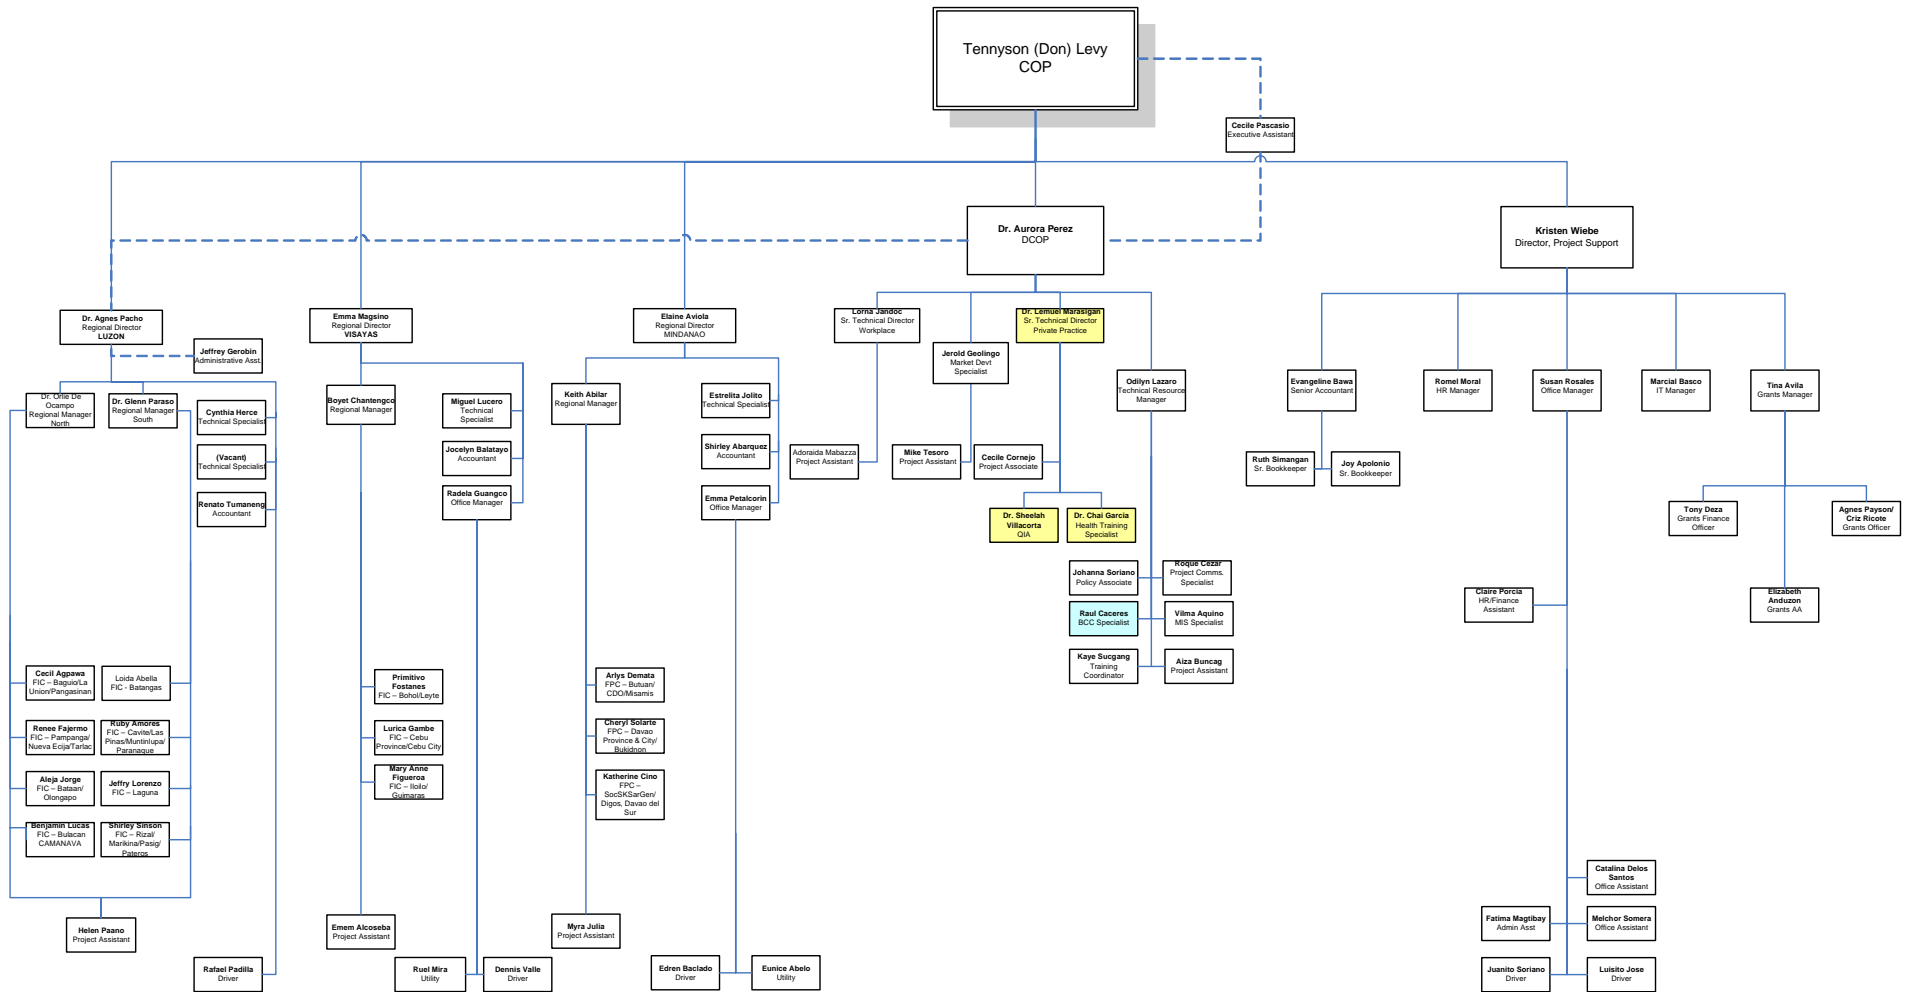 Tennyson (Don) Levy
COP
Cecile Pascasio
Executive Assistant
Dr. Aurora Perez
DCOP
Kristen Wiebe
Director, Project Support
Dr. Agnes Pacho
Regional Director
LUZON
Jeffrey Gerobin
Administrative Asst.
Emma Magsino
Regional Director
VISAYAS
Elaine Aviola
Regional Director
MINDANAO
Lorna Jandoc
Sr. Technical Director
Workplace
Jerold Geolingo
Market Devt
Specialist
Dr. Lemuel Marasigan
Sr. Technical Director
Private Practice
Odilyn Lazaro
Technical Resource
Manager
Evangeline Bawa
Senior Accountant
Romel Moral
HR Manager
Susan Rosales
Office Manager
Marcial Basco
IT Manager
Tina Avila
Grants Manager
Dr. Orlie De
Ocampo
Regional Manager
North
Dr. Glenn Paraso
Regional Manager
South
Cynthia Herce
Technical Specialist
(Vacant)
Technical Specialist
Renato Tumaneng
Accountant
Boyet Chantengco
Regional Manager
Miguel Lucero
Technical
Specialist
Jocelyn Balatayo
Accountant
Radela Guangco
Office Manager
Keith Abilar
Regional Manager
Estrelita Jolito
Technical Specialist
Shirley Abarquez
Accountant
Emma Petalcorin
Office Manager
Adoraida Mabazza
Project Assistant
Mike Tesoro
Project Assistant
Cecile Cornejo
Project Associate
Dr. Sheelah
Villacorta
QIA
Dr. Chai Garcia
Health Training
Specialist
Ruth Simangan
Sr. Bookkeeper
Joy Apolonio
Sr. Bookkeeper
Tony Deza
Grants Finance
Officer
Agnes Payson/
Criz Ricote
Grants Officer
Johanna Soriano
Policy Associate
Roque Cezar
Project Comms.
Specialist
Raul Caceres
BCC Specialist
Vilma Aquino
MIS Specialist
Kaye Sucgang
Training
Coordinator
Aiza Buncag
Project Assistant
Claire Porcia
HR/Finance
Assistant
Elizabeth
Anduzon
Grants AA
Cecil Agpawa
FIC – Baguio/La
Union/Pangasinan
Loida Abella
FIC - Batangas
Renee Fajermo
FIC – Pampanga/
Nueva Ecija/Tarlac
Ruby Amores
FIC – Cavite/Las
Pinas/Muntinlupa/
Paranaque
Aleja Jorge
FIC – Bataan/
Olongapo
Jeffry Lorenzo
FIC – Laguna
Benjamin Lucas
FIC – Bulacan
CAMANAVA
Shirley Sinson
FIC – Rizal/
Marikina/Pasig/
Pateros
Primitivo
Fostanes
FIC – Bohol/Leyte
Lurica Gambe
FIC – Cebu
Province/Cebu City
Mary Anne
Figueroa
FIC – Iloilo/
Guimaras
Arlys Demata
FPC – Butuan/
CDO/Misamis
Cheryl Solarte
FPC – Davao
Province & City/
Bukidnon
Katherine Cino
FPC –
SocSKSarGen/
Digos, Davao del
Sur
Helen Paano
Project Assistant
Rafael Padilla
Driver
Emem Alcoseba
Project Assistant
Ruel Mira
Utility
Dennis Valle
Driver
Myra Julia
Project Assistant
Edren Baclado
Driver
Eunice Abelo
Utility
Catalina Delos
Santos
Office Assistant
Fatima Magtibay
Admin Asst
Melchor Somera
Office Assistant
Juanito Soriano
Driver
Luisito Jose
Driver